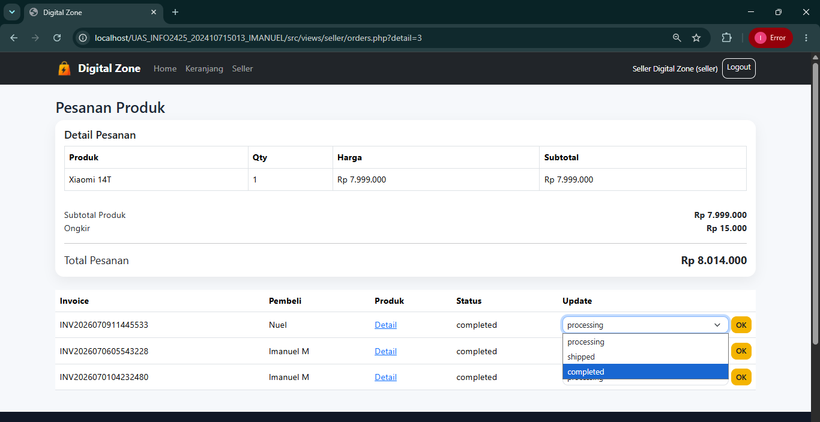 Digital Zone
localhost/UAS_INFO2425_202410715013_IMANUEL/src/views/seller/orders.php?detail=3
I Error
Digital Zone Home Keranjang Seller Seller Digital Zone (seller) Logout
Pesanan Produk
Detail Pesanan
Produk Qty Harga Subtotal
Xiaomi 14T 1 Rp 7.999.000 Rp 7.999.000
Subtotal Produk Rp 7.999.000
Ongkir Rp 15.000
Total Pesanan Rp 8.014.000
Invoice Pembeli Produk Status Update
INV2026070911445533 Nuel Detail completed processing OK
processing
INV2026070605543228 Imanuel M Detail completed shipped OK
completed
INV2026070104232480 Imanuel M Detail completed processing OK